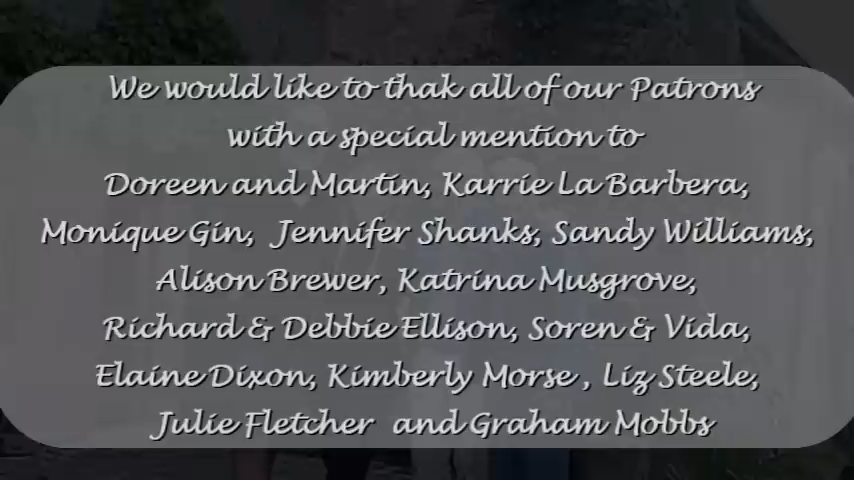 We would like to thak all of our Patrons
with a special mention to
Doreen and Martin, Karrie La Barbera,
Monique Gin, Jennifer Shanks, Sandy Williams,
Alison Brewer, Katrina Musgrove,
Richard & Debbie Ellison, Soren & Vida,
Elaine Dixon, Kimberly Morse , Liz Steele,
Julie Fletcher and Graham Mobbs